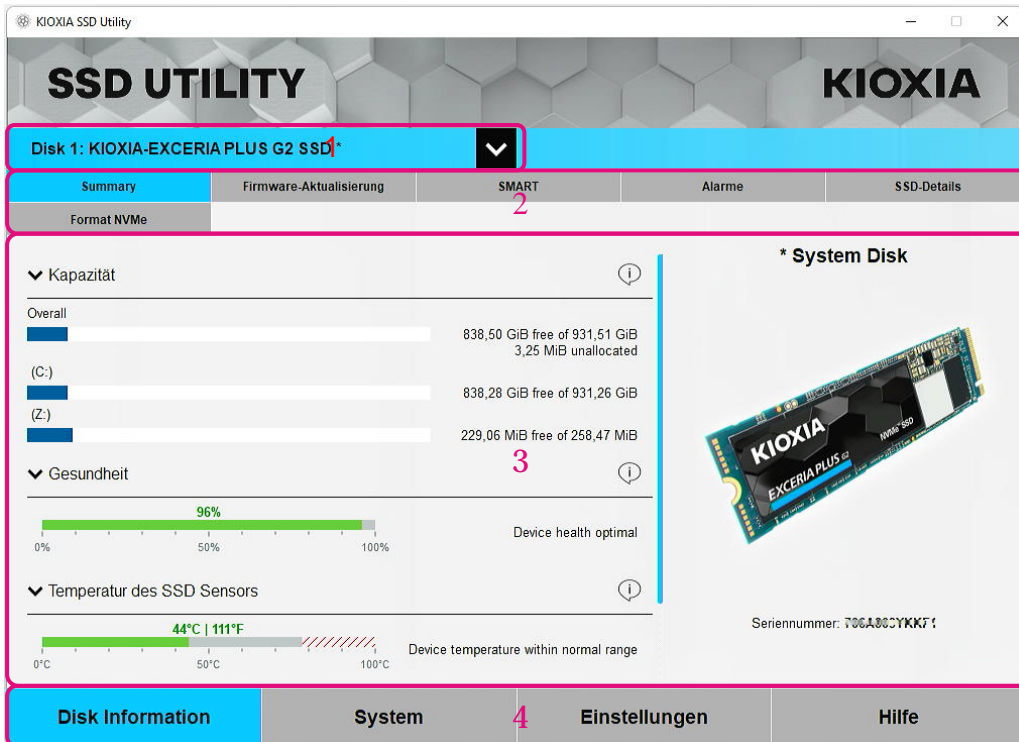 KIOXIA SSD Utility
SSD UTILITY
KIOXIA
Disk 1: KIOXIA-EXCERIA PLUS G2 SSD *
1
Summary
Firmware-Aktualisierung
SMART
Alarme
SSD-Details
2
Format NVMe
* System Disk
Kapazität
Overall
838,50 GiB free of 931,51 GiB
3,25 MiB unallocated
(C:)
838,28 GiB free of 931,26 GiB
(Z:)
229,06 MiB free of 258,47 MiB
3
Gesundheit
96%
0%
50%
100%
Device health optimal
Temperatur des SSD Sensors
44°C | 111°F
0°C
50°C
100°C
Device temperature within normal range
KIOXIA
NVMe™ SSD
EXCERIA PLUS G2
Seriennummer:
Disk Information
System
4
Einstellungen
Hilfe